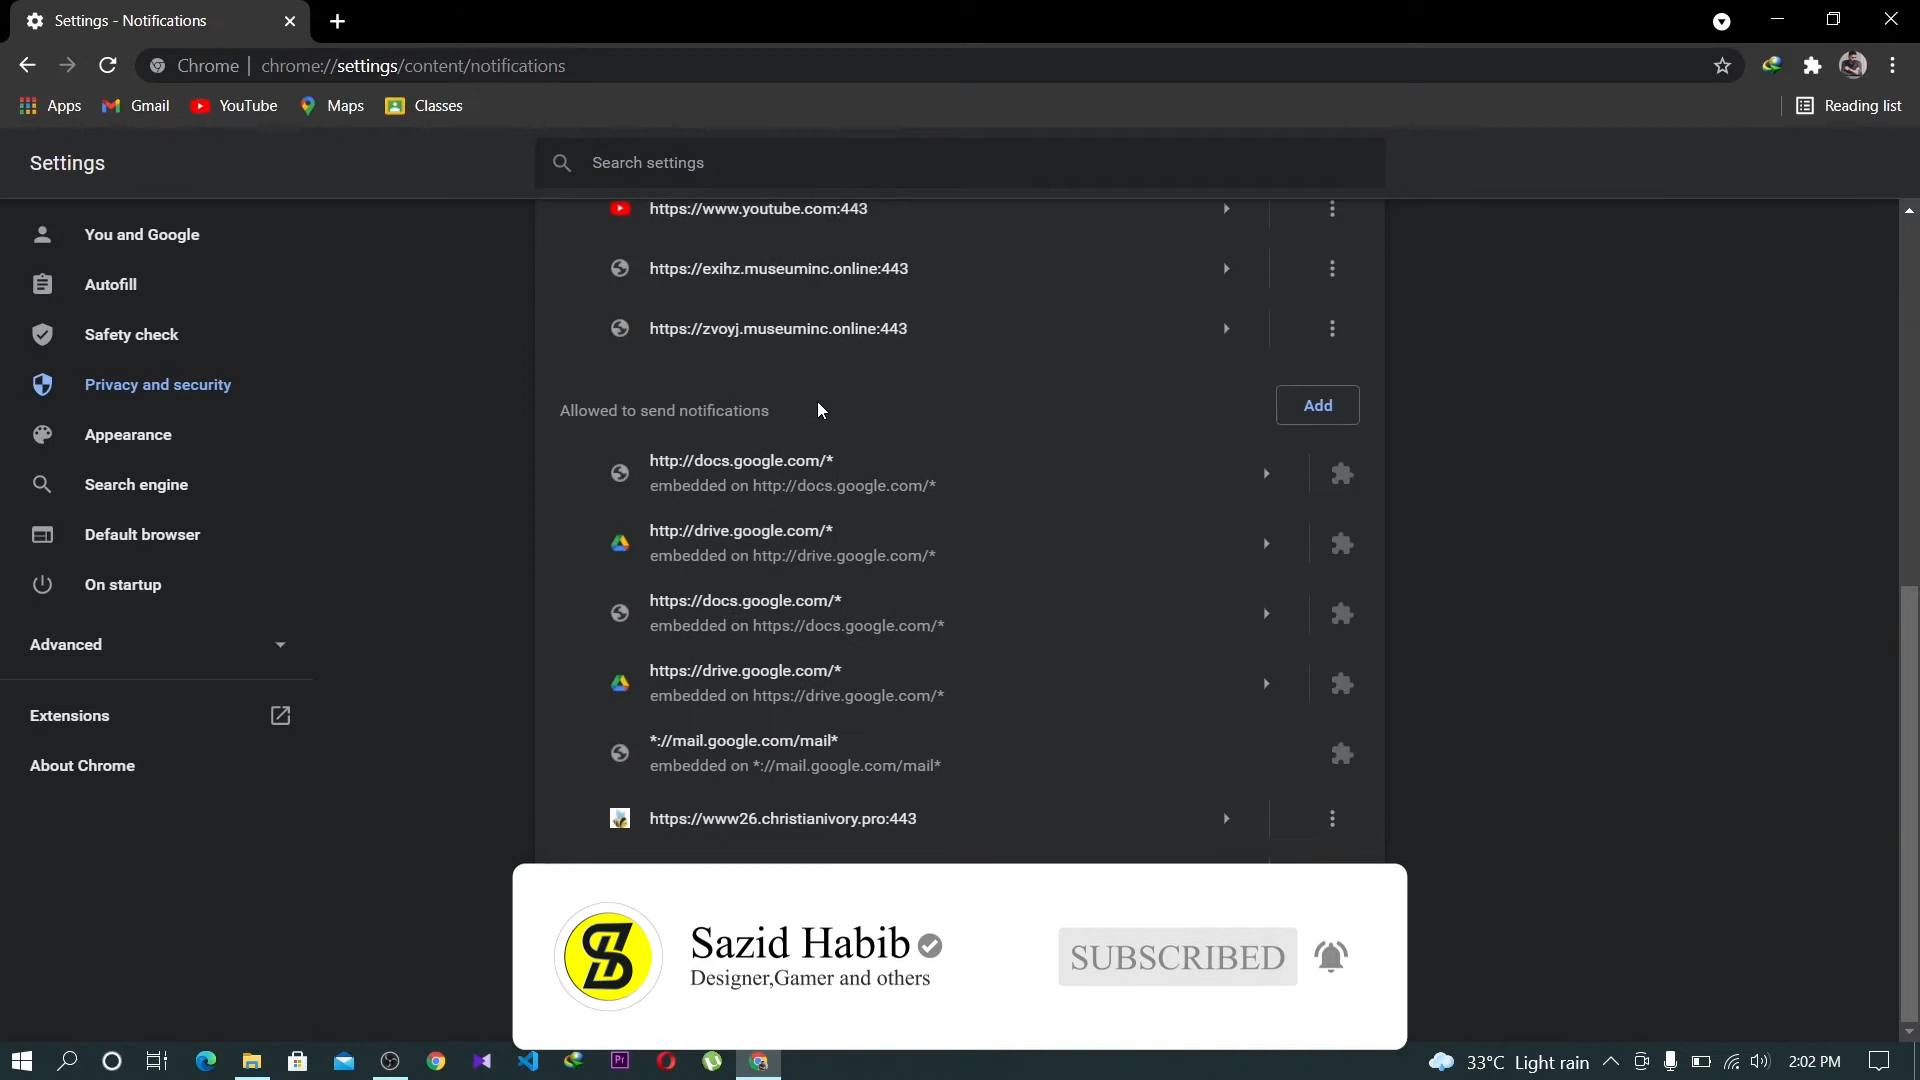 Settings - Notifications
Chrome | chrome://settings/content/notifications
Apps Gmail YouTube Maps Classes Reading list
Settings
Search settings
You and Google
Autofill
Safety check
Privacy and security
Appearance
Search engine
Default browser
On startup
Advanced
Extensions
About Chrome
https://www.youtube.com:443
https://exihz.museuminc.online:443
https://zvoyj.museuminc.online:443
Allowed to send notifications
Add
http://docs.google.com/*
embedded on http://docs.google.com/*
http://drive.google.com/*
embedded on http://drive.google.com/*
https://docs.google.com/*
embedded on https://docs.google.com/*
https://drive.google.com/*
embedded on https://drive.google.com/*
*://mail.google.com/mail*
embedded on *://mail.google.com/mail*
https://www26.christianivory.pro:443
Sazid Habib
Designer,Gamer and others
SUBSCRIBED
Pr
33°C Light rain
2:02 PM